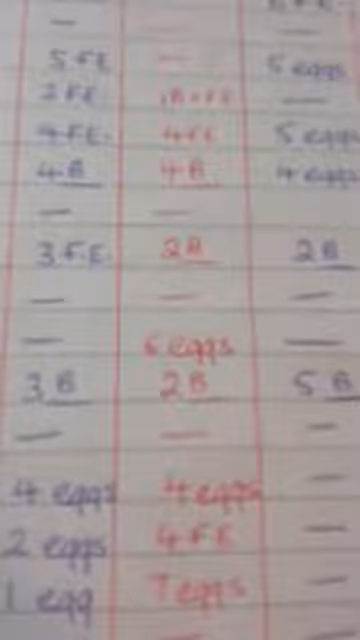 —
5 FE — 5 eggs
2 FE —
4 FE. 4 FE 5 eggs
4 B 4 B 4 eggs
— —
3 F.E. 2 B 2 B
— — —
— 6 eggs —
3 B 2 B 5 B
— — —
4 eggs 4 eggs —
2 eggs 4 FE —
1 egg 7 eggs —